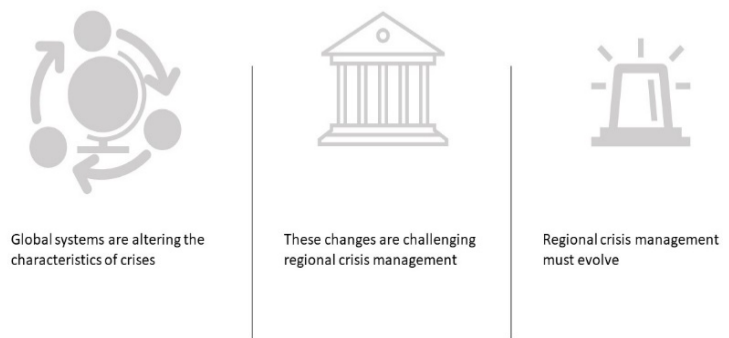 Global systems are altering the
characteristics of crises
These changes are challenging
regional crisis management
Regional crisis management
must evolve